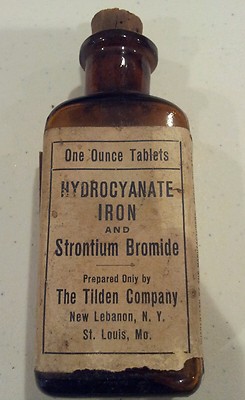 One Ounce Tablets
HYDROCYANATE
IRON
AND
Strontium Bromide
Prepared Only by
The Tilden Company
New Lebanon, N. Y.
St. Louis, Mo.